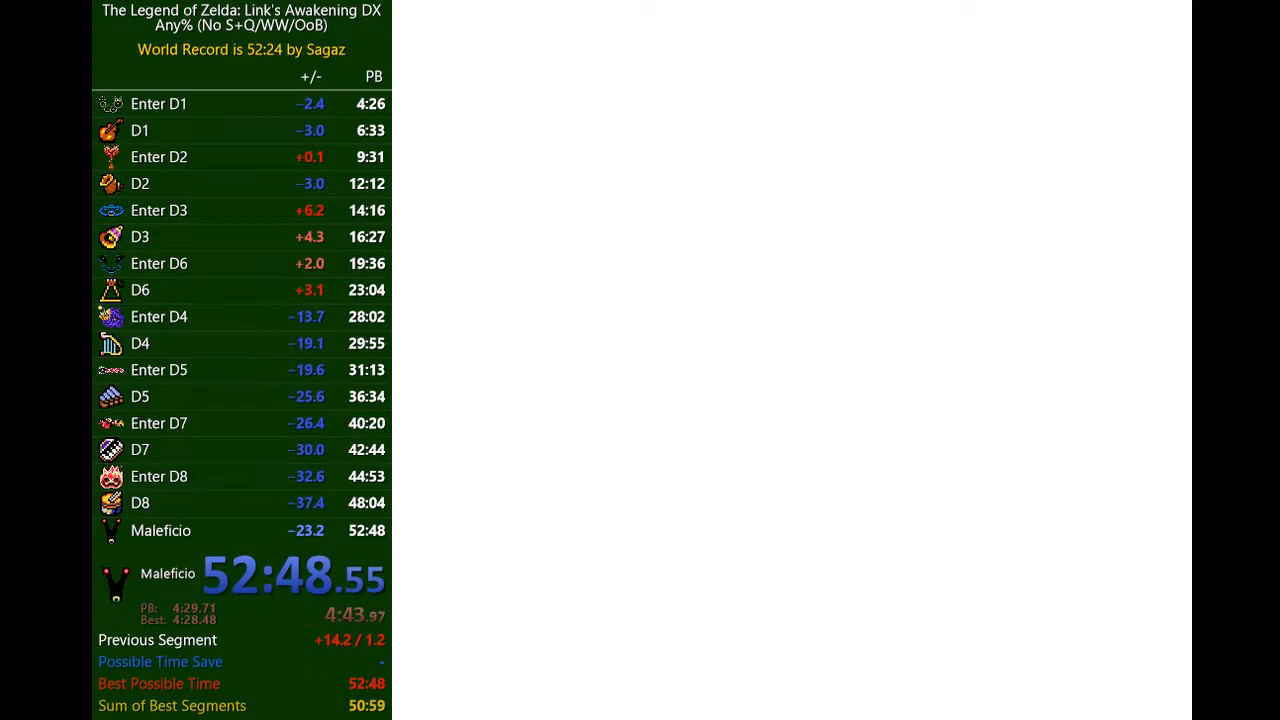 The Legend of Zelda: Link's Awakening DX
Any% (No S+Q/WW/OoB)
World Record is 52:24 by Sagaz
+/- PB
Enter D1 −2.4 4:26
D1 −3.0 6:33
Enter D2 +0.1 9:31
D2 −3.0 12:12
Enter D3 +6.2 14:16
D3 +4.3 16:27
Enter D6 +2.0 19:36
D6 +3.1 23:04
Enter D4 −13.7 28:02
D4 −19.1 29:55
Enter D5 −19.6 31:13
D5 −25.6 36:34
Enter D7 −26.4 40:20
D7 −30.0 42:44
Enter D8 −32.6 44:53
D8 −37.4 48:04
Maleficio −23.2 52:48
Maleficio 52:48.55
PB: 4:29.71
Best: 4:28.48 4:43.97
Previous Segment +14.2 / 1.2
Possible Time Save -
Best Possible Time 52:48
Sum of Best Segments 50:59